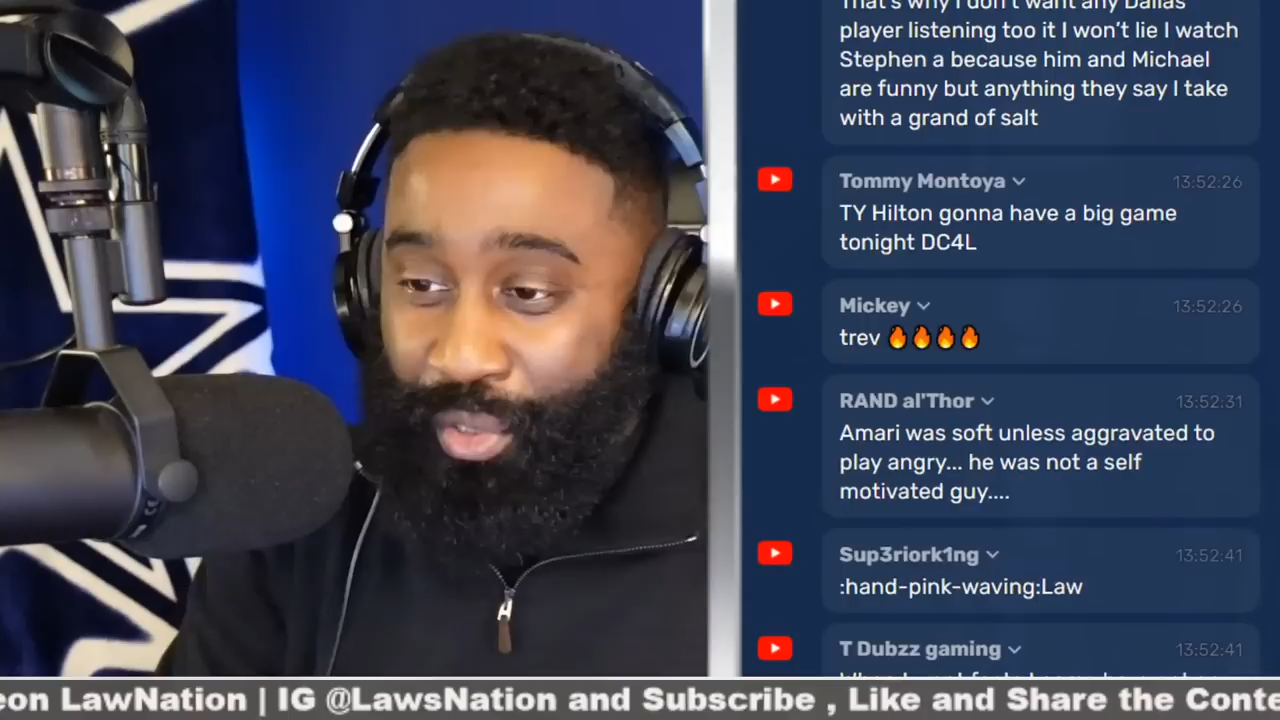 That's why I don't want any Dallas
player listening too it I won't lie I watch
Stephen a because him and Michael
are funny but anything they say I take
with a grand of salt
Tommy Montoya 13:52:26
TY Hilton gonna have a big game
tonight DC4L
Mickey 13:52:26
trev 🔥🔥🔥🔥
RAND al'Thor 13:52:31
Amari was soft unless aggravated to
play angry... he was not a self
motivated guy....
Sup3riork1ng 13:52:41
:hand-pink-waving:Law
T Dubzz gaming 13:52:41
eon LawNation | IG @LawsNation and Subscribe , Like and Share the Conte